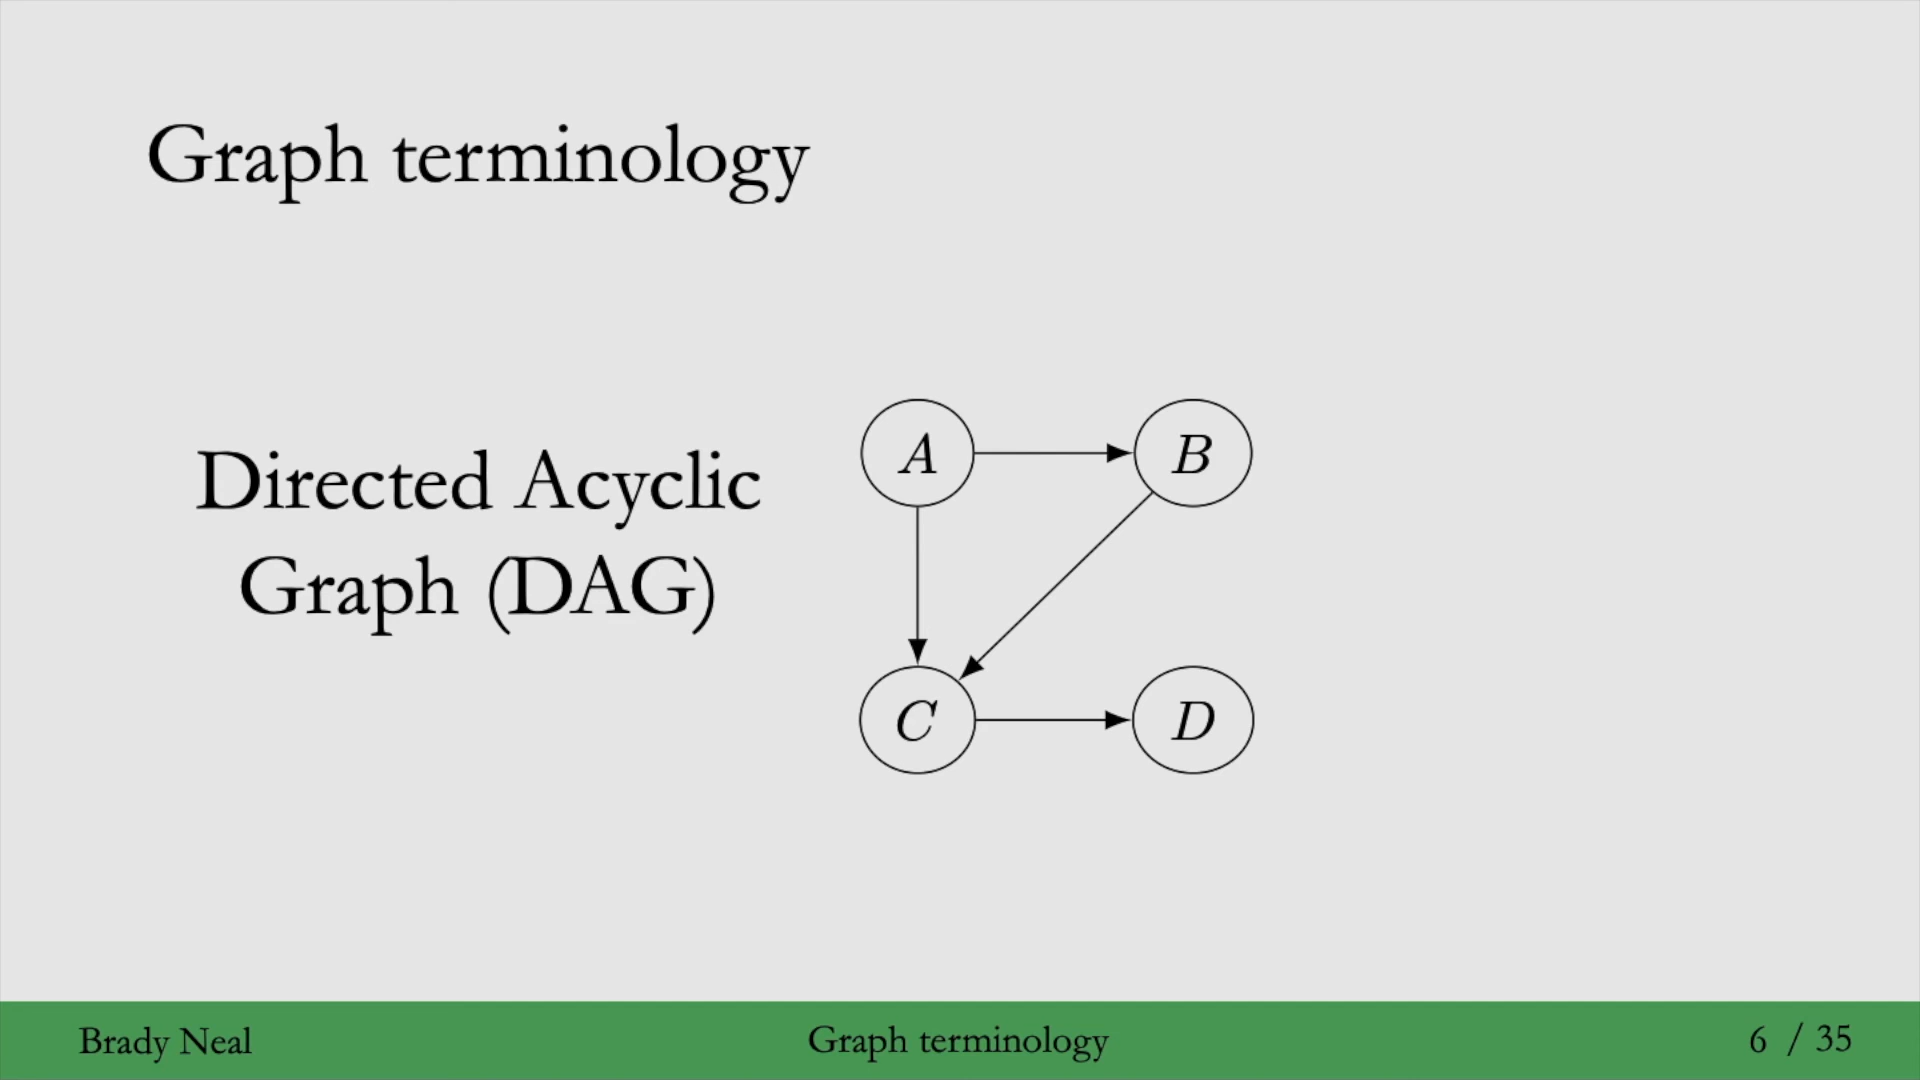 Graph terminology
Directed Acyclic
Graph (DAG)
A
B
C
D
Brady Neal
Graph terminology
6 / 35